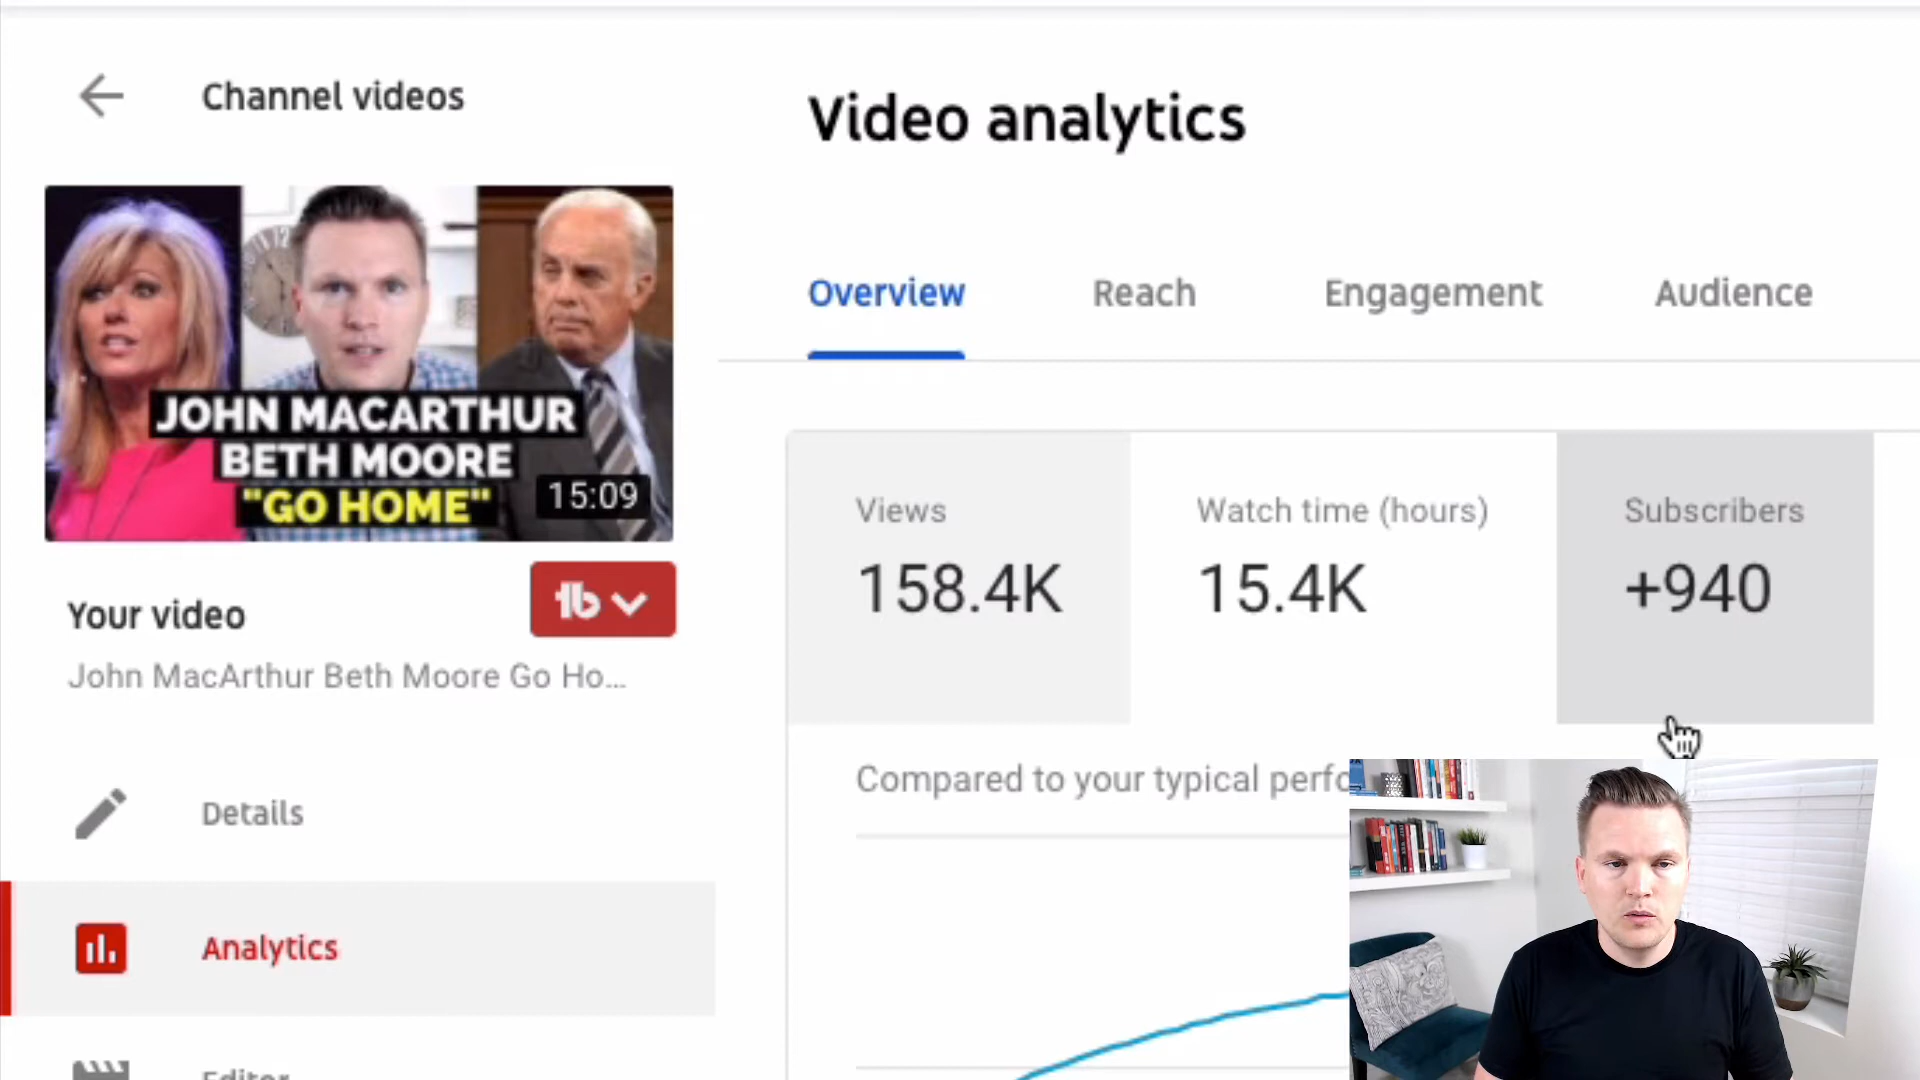 Channel videos
Video analytics
JOHN MACARTHUR
BETH MOORE
"GO HOME"
15:09
Overview
Reach
Engagement
Audience
Views
158.4K
Watch time (hours)
15.4K
Subscribers
+940
Your video
John MacArthur Beth Moore Go Ho...
Compared to your typical perfo
Details
Analytics
Editor